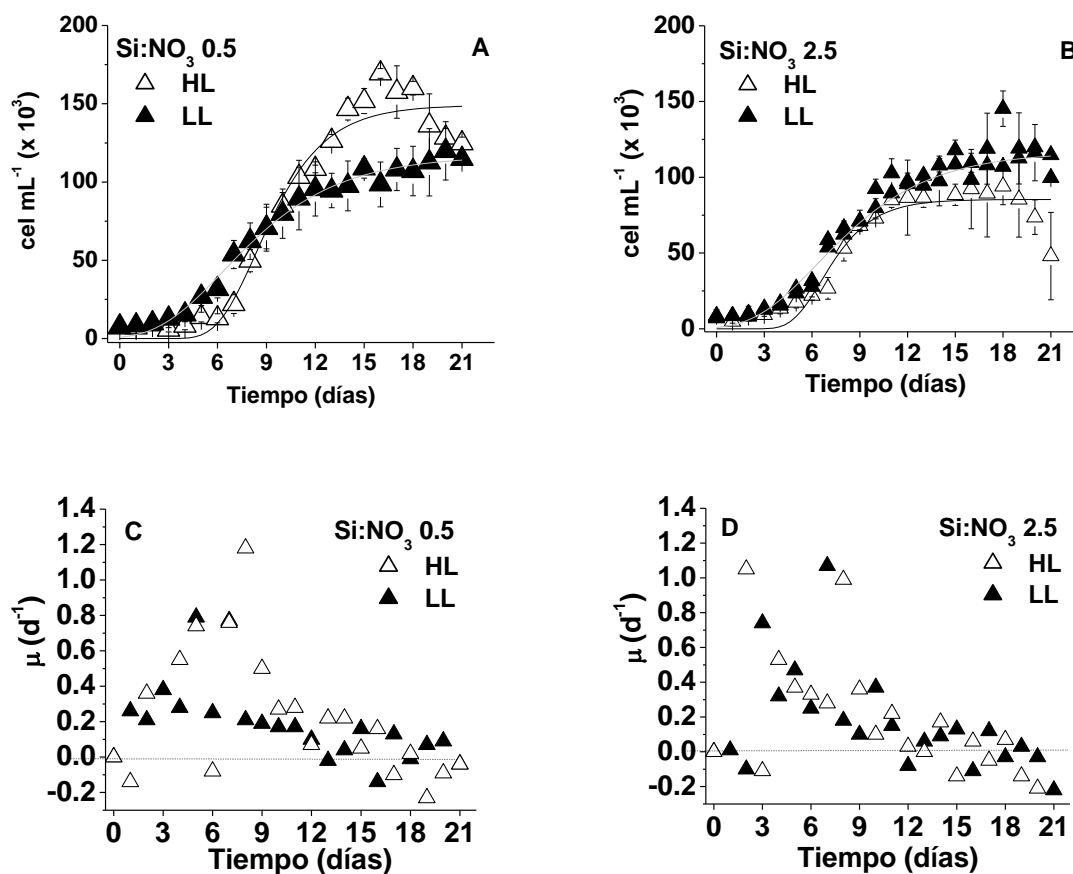 A
Si:NO₃ 0.5
HL
LL
cel mL⁻¹ (x 10³)
200
150
100
50
0
0 3 6 9 12 15 18 21
Tiempo (días)
B
Si:NO₃ 2.5
HL
LL
cel mL⁻¹ (x 10³)
200
150
100
50
0
0 3 6 9 12 15 18 21
Tiempo (días)
C
Si:NO₃ 0.5
HL
LL
μ (d⁻¹)
1.4
1.2
1.0
0.8
0.6
0.4
0.2
0.0
-0.2
0 3 6 9 12 15 18 21
Tiempo (días)
D
Si:NO₃ 2.5
HL
LL
μ (d⁻¹)
1.4
1.2
1.0
0.8
0.6
0.4
0.2
0.0
-0.2
0 3 6 9 12 15 18 21
Tiempo (días)